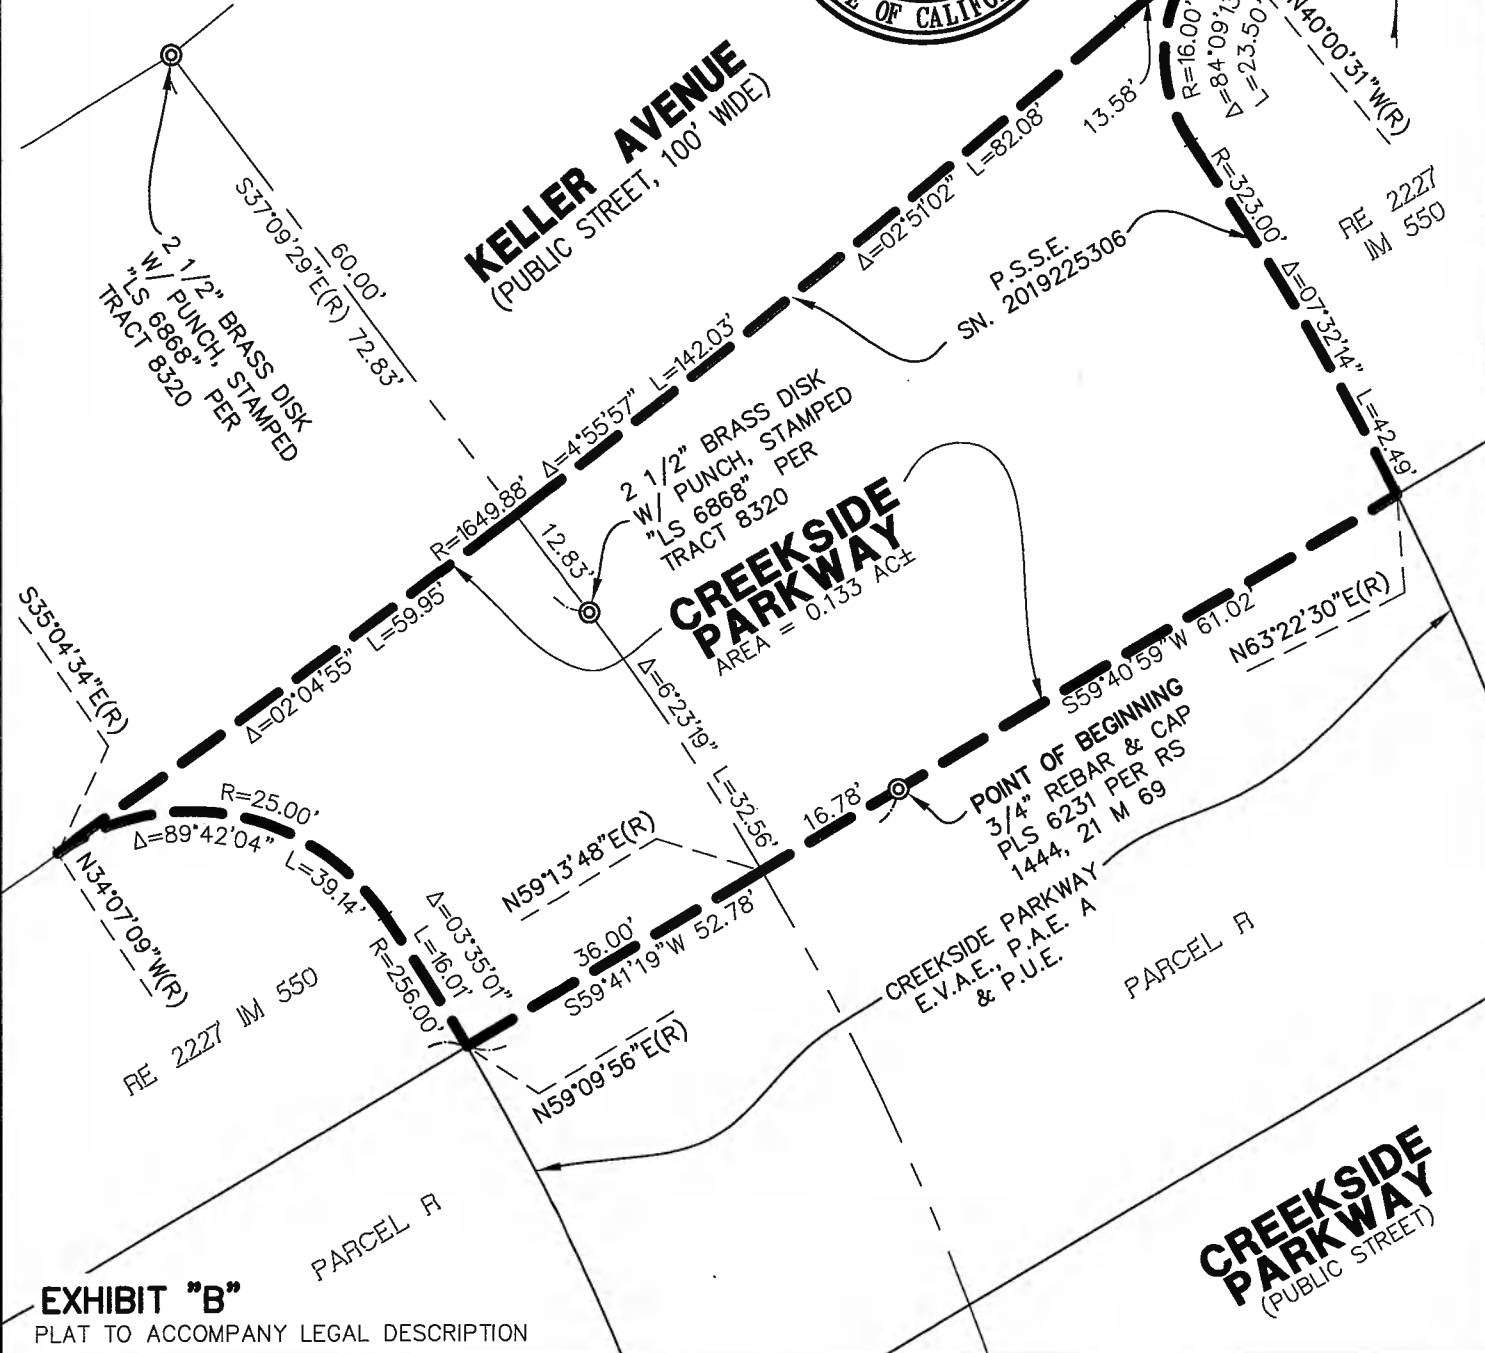 E OF CALIFO
KELLER AVENUE
(PUBLIC STREET, 100' WIDE)
S37°09'29"E(R) 72.83'
60.00'
2 1/2" BRASS DISK
W/ PUNCH, STAMPED
"LS 6868" PER
TRACT 8320
13.58'
R=16.00'
Δ=84°09'13
L=23.50'
N40°00'31"W(R)
RE 2227
IM 550
R=323.00'
Δ=07°32'14"
L=42.49'
Δ=02°51'02"
L=82.08'
P.S.S.E.
SN. 2019225306
R=1649.88'
Δ=4°55'57"
L=142.03'
12.83'
2 1/2" BRASS DISK
W/ PUNCH, STAMPED
"LS 6868" PER
TRACT 8320
CREEKSIDE
PARKWAY
AREA = 0.133 AC±
S35°04'34"E(R)
Δ=02°04'55"
L=59.95'
Δ=6°23'19"
L=32.56'
S59°40'59"W 61.02'
N63°22'30"E(R)
POINT OF BEGINNING
3/4" REBAR & CAP
PLS 6231 PER RS
1444, 21 M 69
16.78'
R=25.00'
Δ=89°42'04"
L=39.14'
N34°07'09"W(R)
RE 2227 IM 550
Δ=03°35'01"
L=16.01'
R=256.00'
N59°13'48"E(R)
36.00'
S59°41'19"W 52.78'
N59°09'56"E(R)
CREEKSIDE PARKWAY
E.V.A.E., P.A.E. A
& P.U.E.
PARCEL R
PARCEL R
CREEKSIDE
PARKWAY
(PUBLIC STREET)
EXHIBIT "B"
PLAT TO ACCOMPANY LEGAL DESCRIPTION